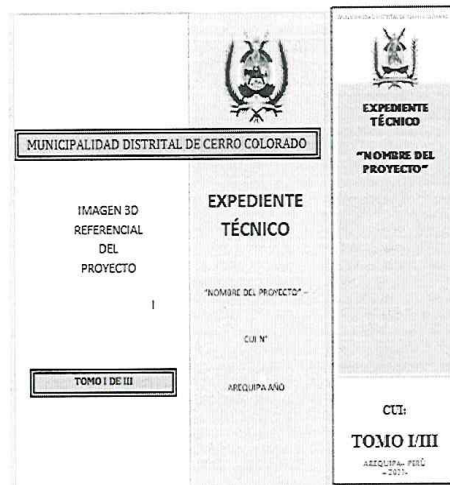 MUNICIPALIDAD DISTRITAL DE CERRO COLORADO
IMAGEN 3D
REFERENCIAL
DEL
PROYECTO
TOMO I DE III
EXPEDIENTE
TÉCNICO
"NOMBRE DEL PROYECTO" –
CUI N°
AREQUIPA AÑO
EXPEDIENTE
TÉCNICO
"NOMBRE DEL
PROYECTO"
CUI:
TOMO I/III
AREQUIPA– PERÚ